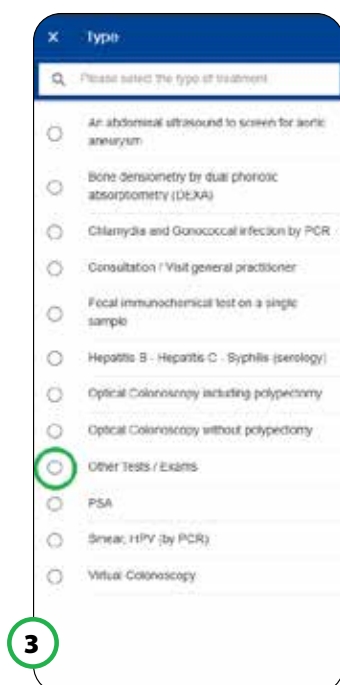 × Type
Please select the type of treatment
An abdominal ultrasound to screen for aortic
aneurysm
Bone densiometry by dual photonic
absorptiometry (DEXA)
Chlamydia and Gonococcal infection by PCR
Consultation / Visit general practitioner
Fecal immunochemical test on a single
sample
Hepatitis B - Hepatitis C - Syphilis (serology)
Optical Colonoscopy including polypectomy
Optical Colonoscopy without polypectomy
Other Tests / Exams
PSA
Smear, HPV (by PCR)
Virtual Colonoscopy
3